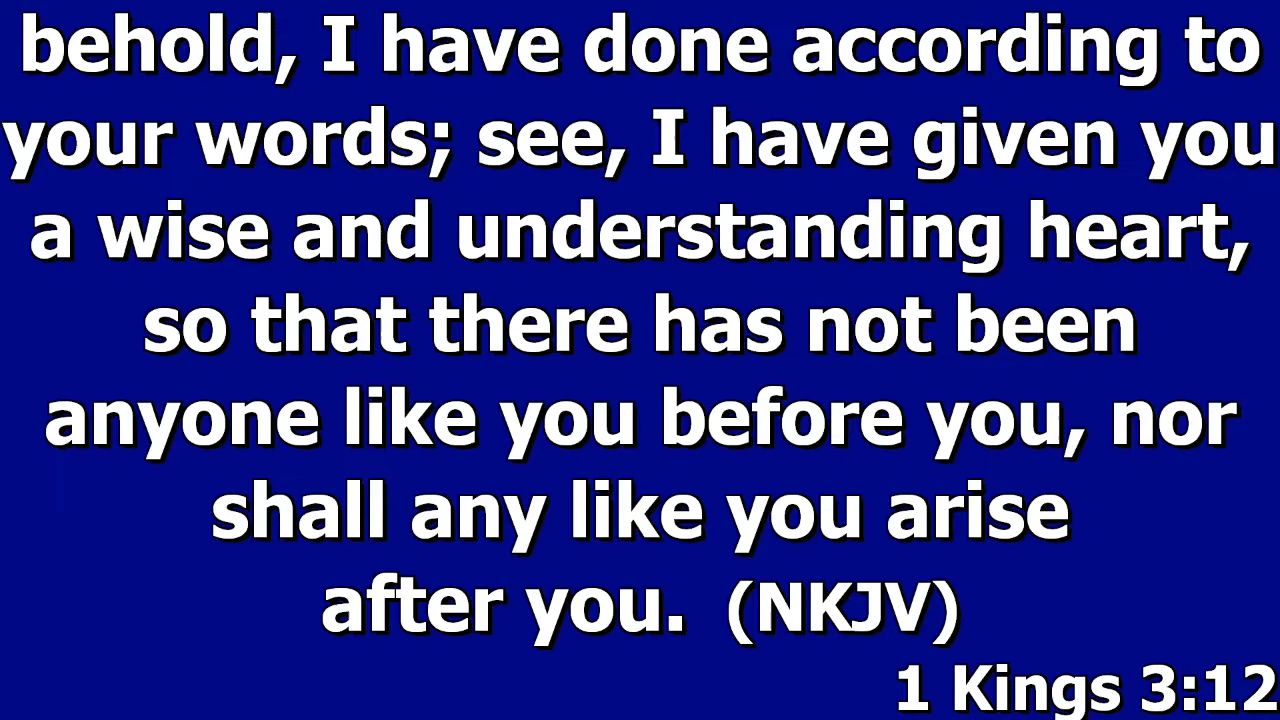 behold, I have done according to
your words; see, I have given you
a wise and understanding heart,
so that there has not been
anyone like you before you, nor
shall any like you arise
after you.  (NKJV)
1 Kings 3:12